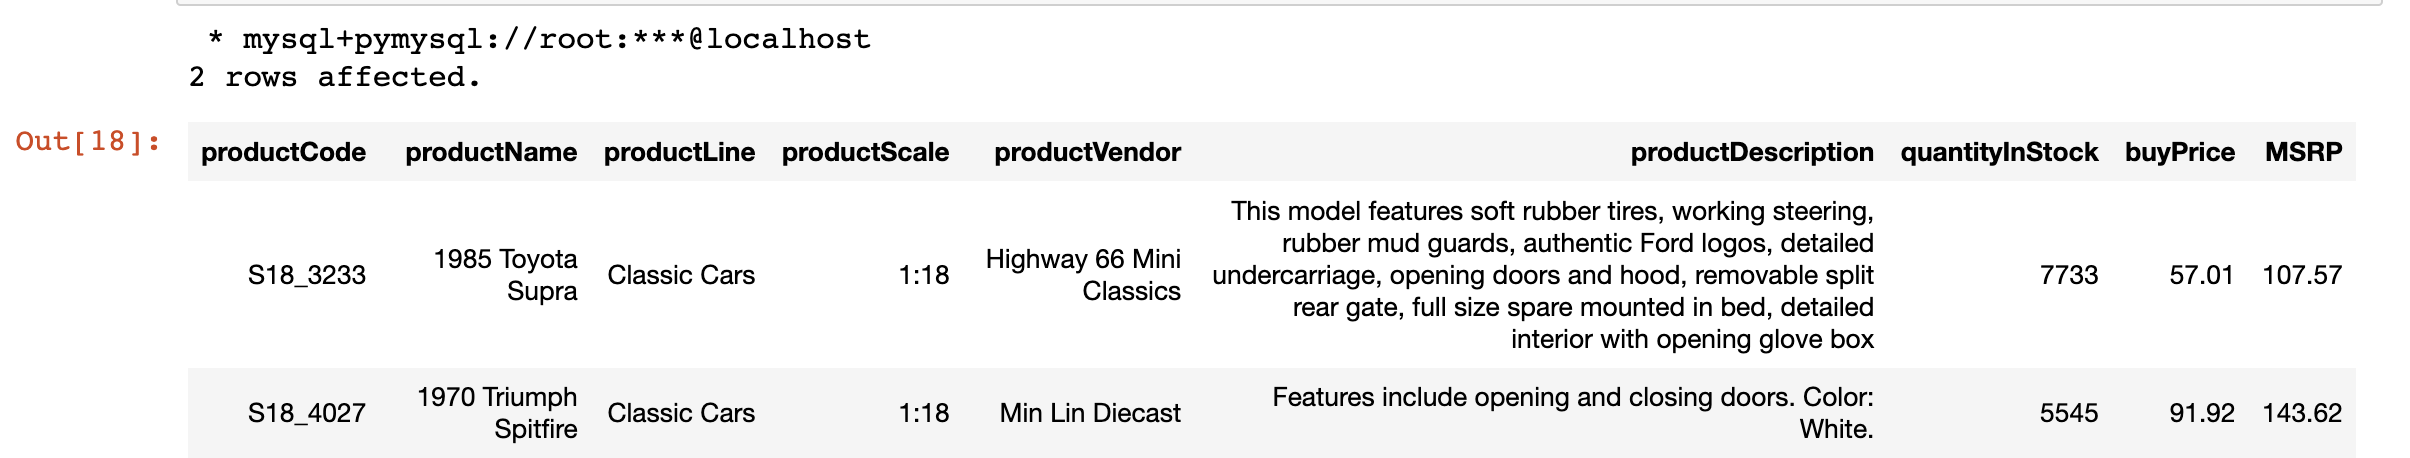 * mysql+pymysql://root:***@localhost
2 rows affected.
Out[18]:
productCode productName productLine productScale productVendor productDescription quantityInStock buyPrice MSRP
S18_3233
1985 Toyota
Supra
Classic Cars
1:18
Highway 66 Mini
Classics
This model features soft rubber tires, working steering,
rubber mud guards, authentic Ford logos, detailed
undercarriage, opening doors and hood, removable split
rear gate, full size spare mounted in bed, detailed
interior with opening glove box
7733
57.01
107.57
S18_4027
1970 Triumph
Spitfire
Classic Cars
1:18
Min Lin Diecast
Features include opening and closing doors. Color:
White.
5545
91.92
143.62